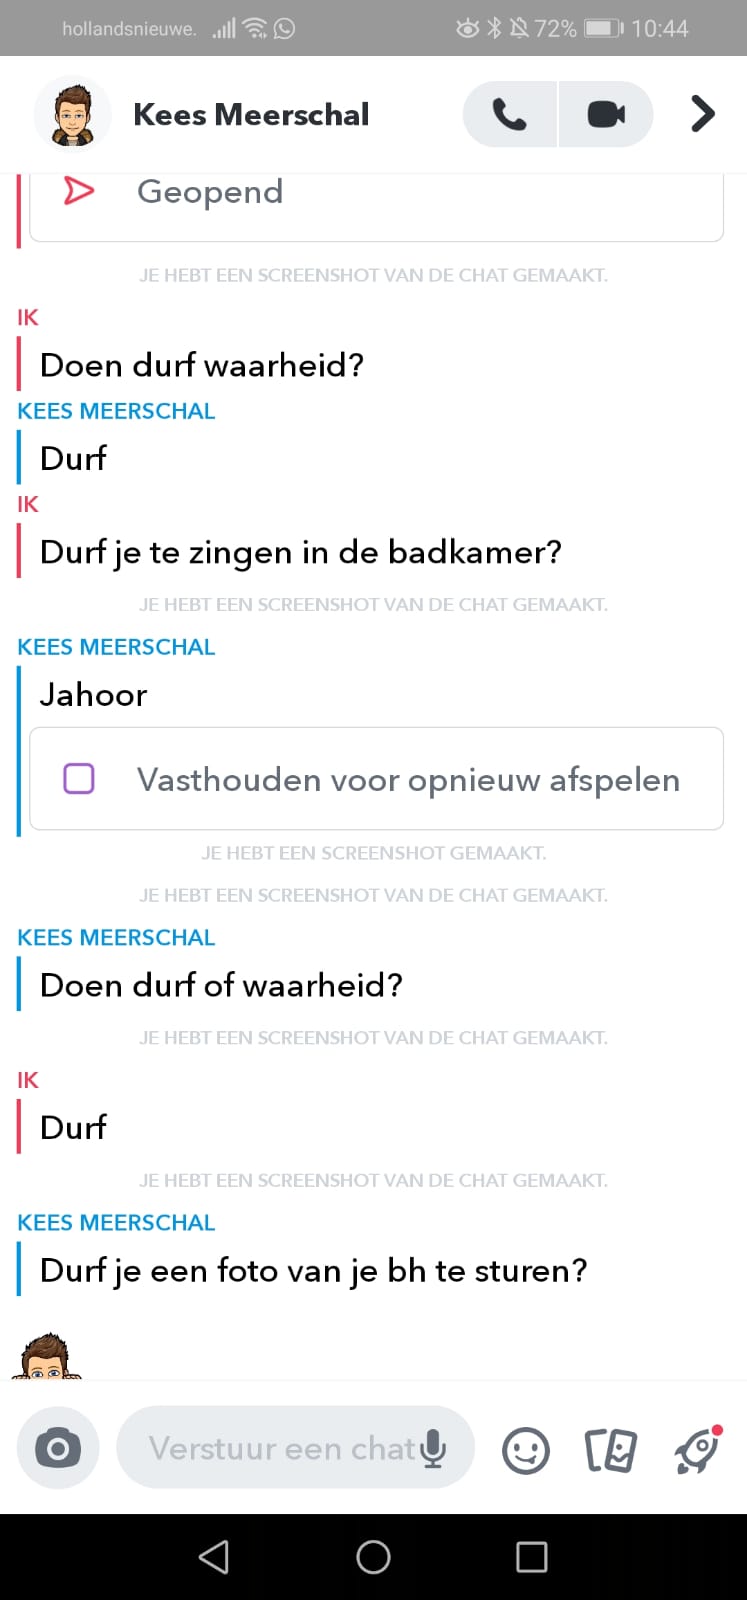 hollandsnieuwe. 72% 10:44
Kees Meerschal
Geopend
JE HEBT EEN SCREENSHOT VAN DE CHAT GEMAAKT.
IK
Doen durf waarheid?
KEES MEERSCHAL
Durf
IK
Durf je te zingen in de badkamer?
JE HEBT EEN SCREENSHOT VAN DE CHAT GEMAAKT.
KEES MEERSCHAL
Jahoor
Vasthouden voor opnieuw afspelen
JE HEBT EEN SCREENSHOT GEMAAKT.
JE HEBT EEN SCREENSHOT VAN DE CHAT GEMAAKT.
KEES MEERSCHAL
Doen durf of waarheid?
JE HEBT EEN SCREENSHOT VAN DE CHAT GEMAAKT.
IK
Durf
JE HEBT EEN SCREENSHOT VAN DE CHAT GEMAAKT.
KEES MEERSCHAL
Durf je een foto van je bh te sturen?
Verstuur een chat